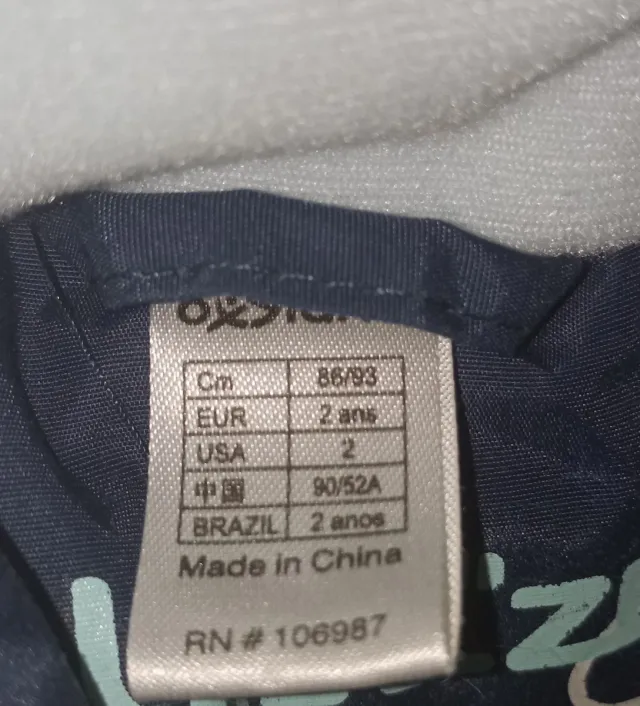 Cm 86/93
EUR 2 ans
USA 2
中国 90/52A
BRAZIL 2 anos
Made in China
RN # 106987